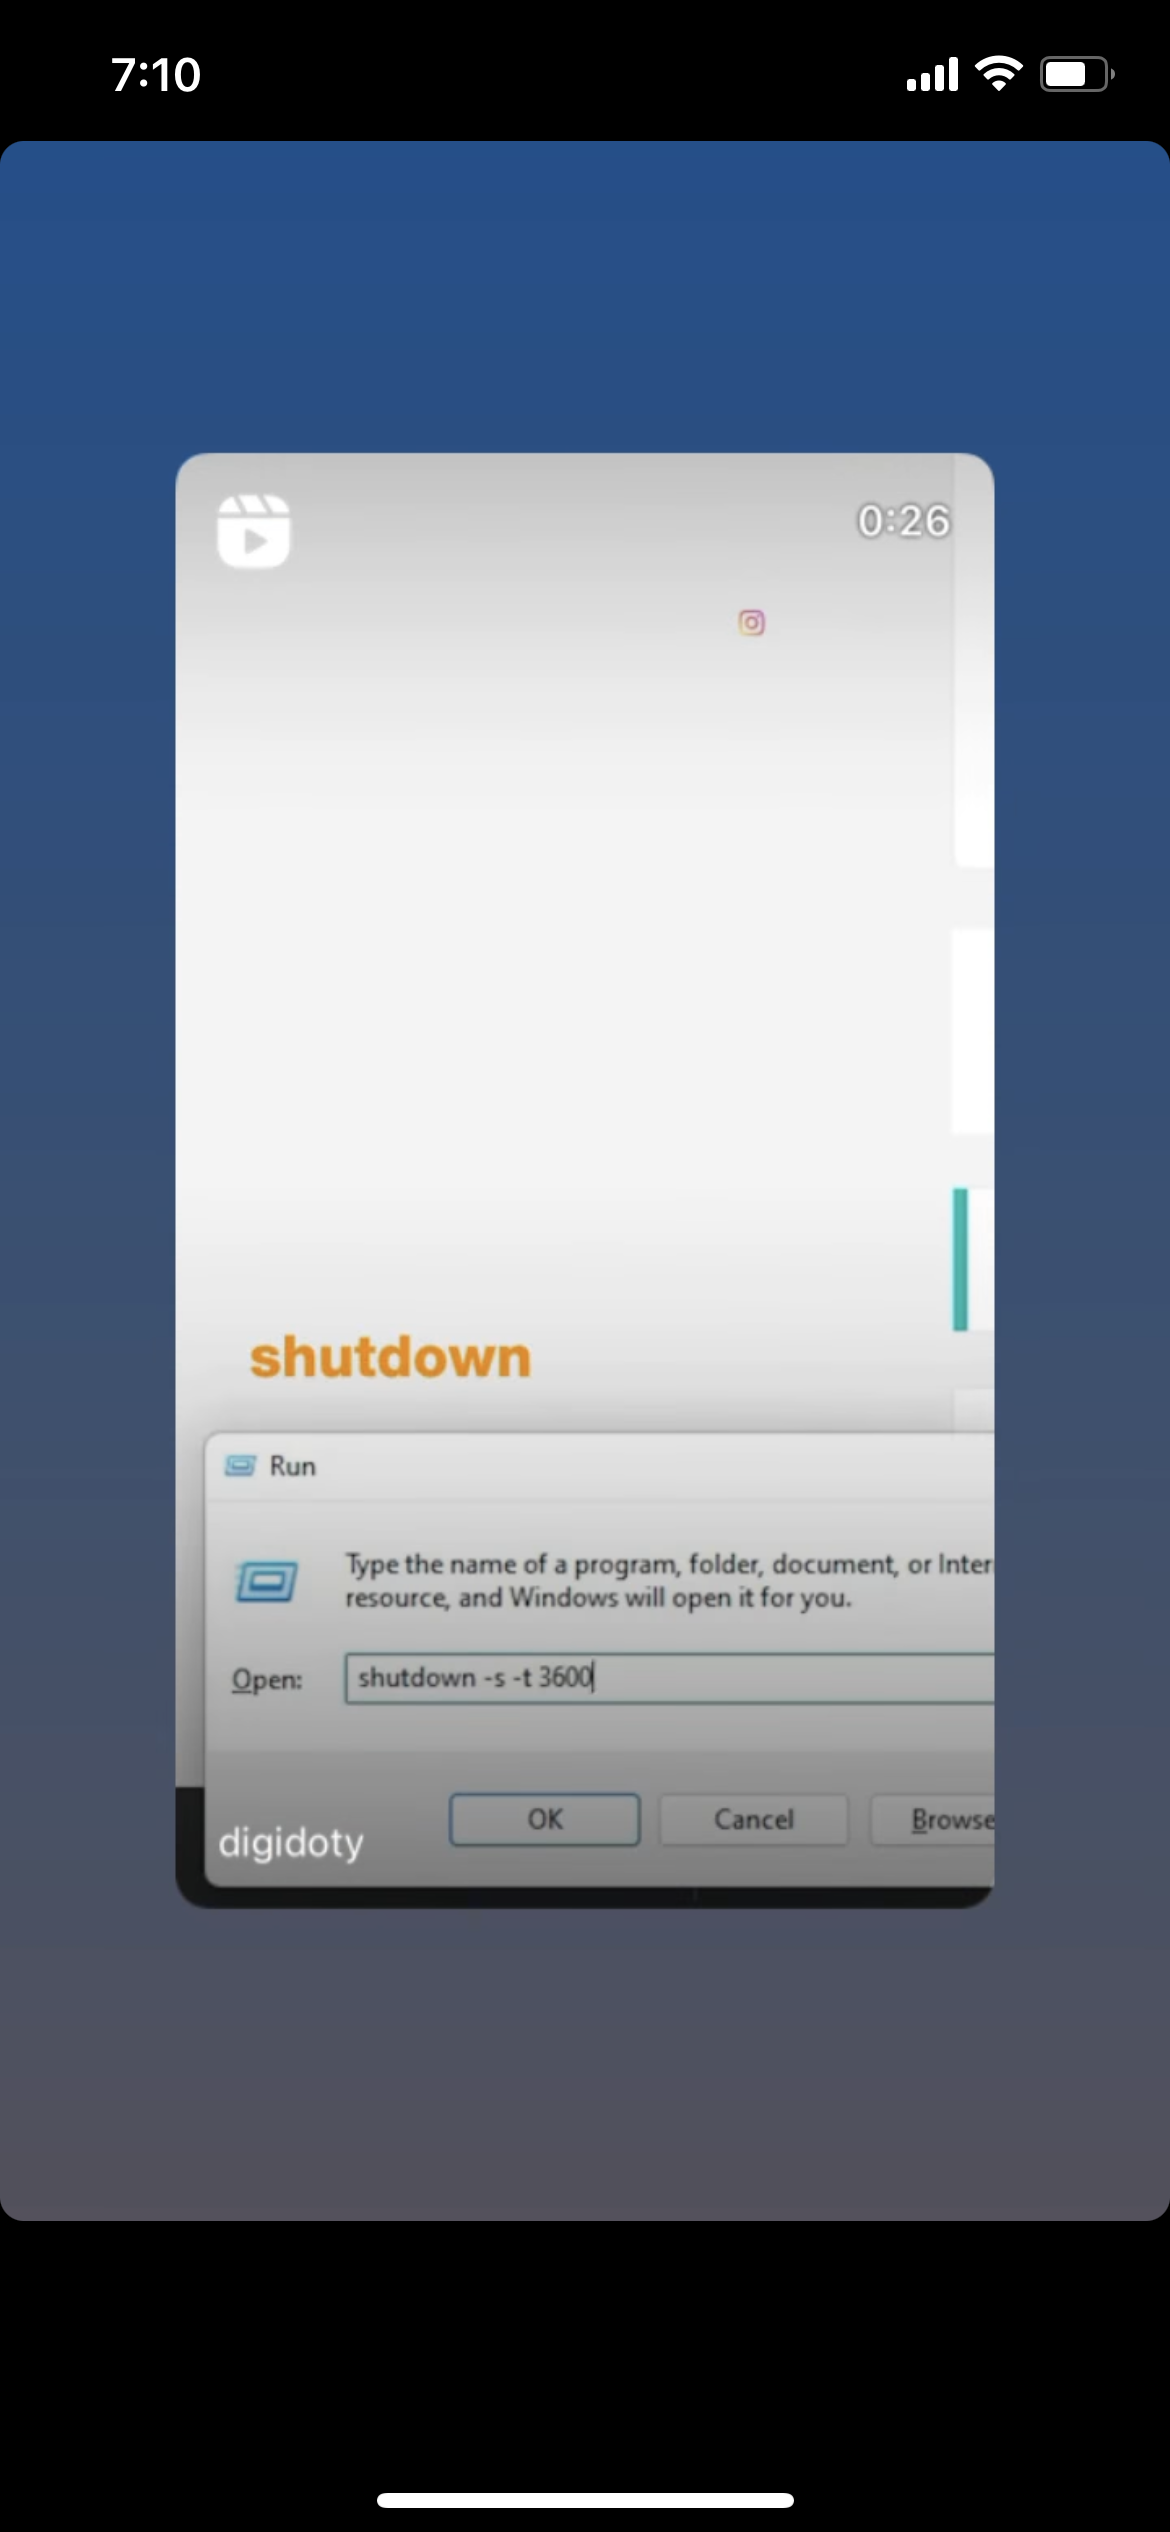 7:10
0:26
shutdown
Run
Type the name of a program, folder, document, or Inter
resource, and Windows will open it for you.
Open:
shutdown -s -t 3600
OK
Cancel
Browse
digidoty